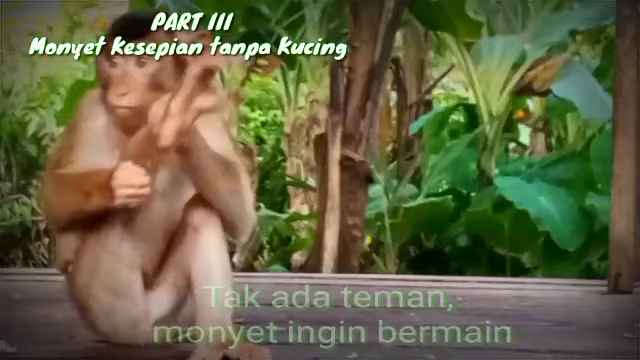 PART III
Monyet Kesepian tanpa Kucing
Tak ada teman,
monyet ingin bermain